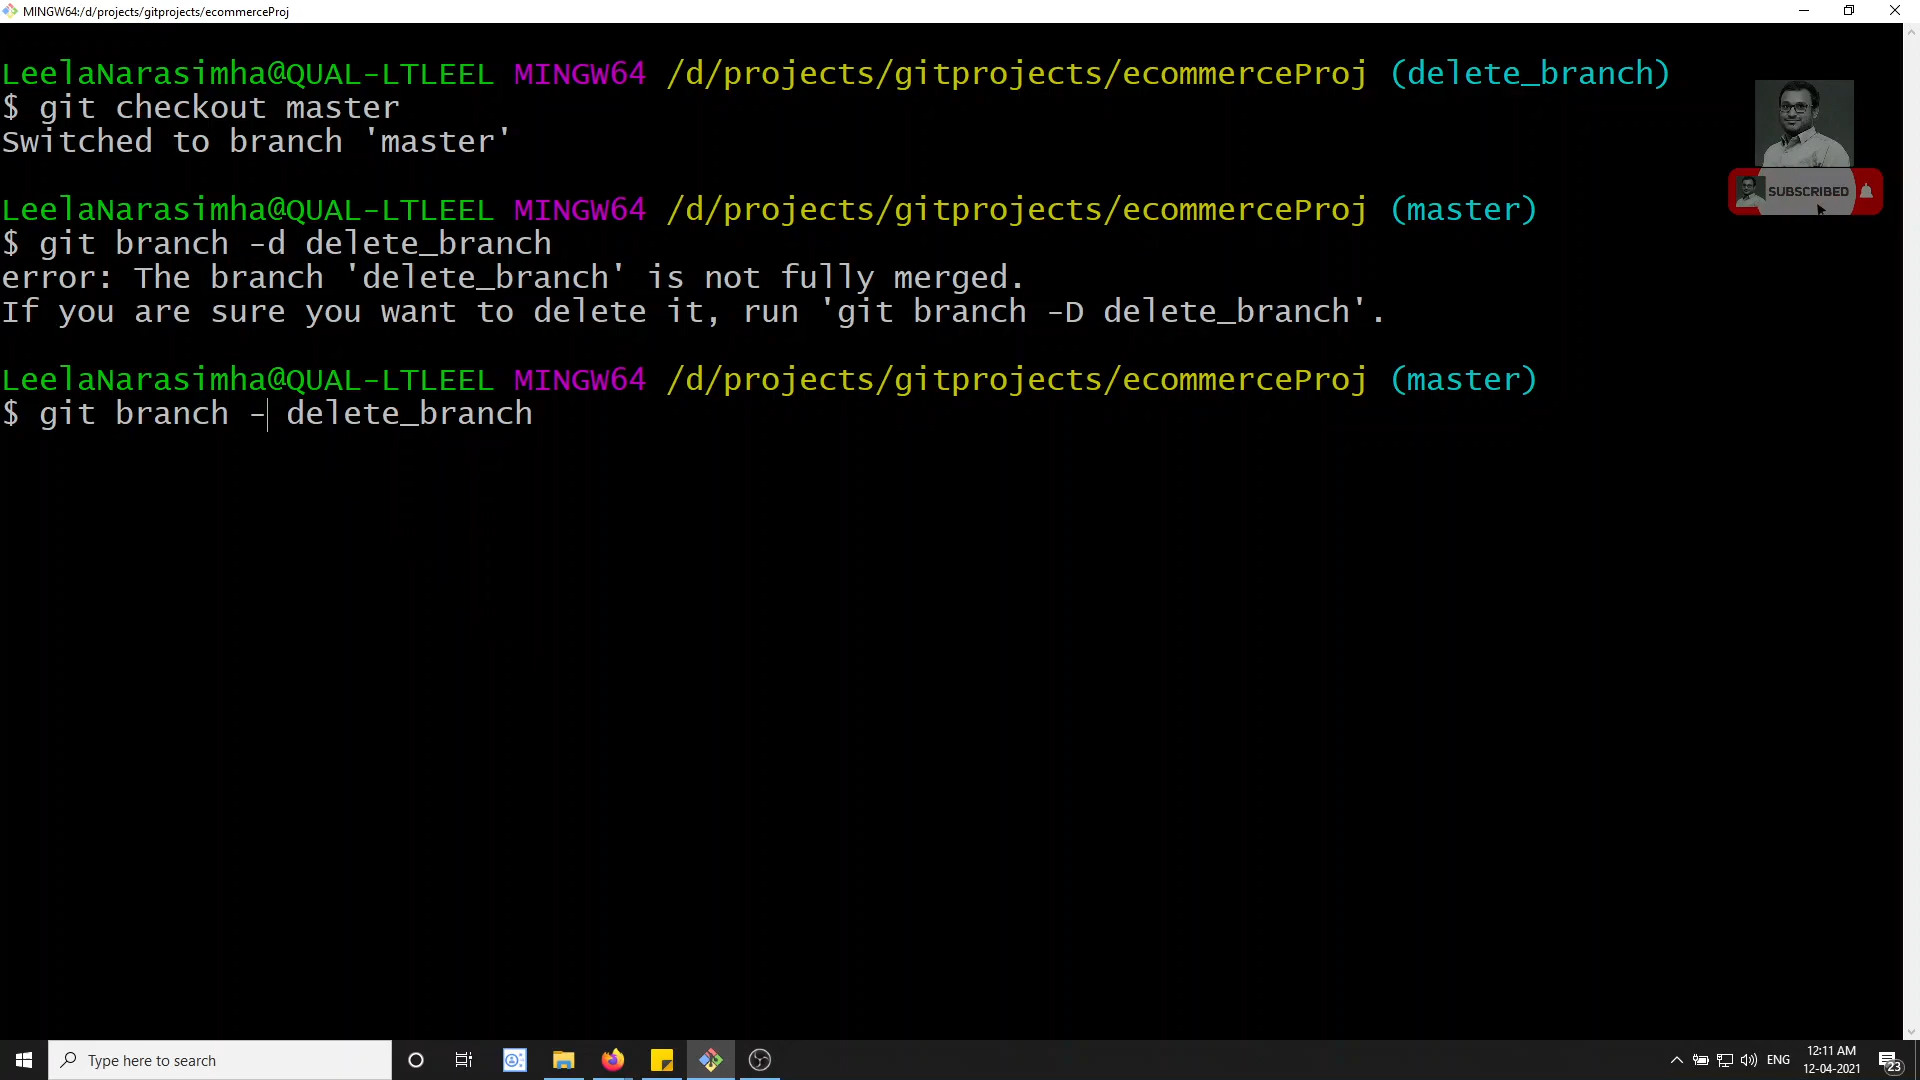 MINGW64:/d/projects/gitprojects/ecommerceProj
LeelaNarasimha@QUAL-LTLEEL MINGW64 /d/projects/gitprojects/ecommerceProj (delete_branch)
$ git checkout master
Switched to branch 'master'
LeelaNarasimha@QUAL-LTLEEL MINGW64 /d/projects/gitprojects/ecommerceProj (master)
$ git branch -d delete_branch
error: The branch 'delete_branch' is not fully merged.
If you are sure you want to delete it, run 'git branch -D delete_branch'.
LeelaNarasimha@QUAL-LTLEEL MINGW64 /d/projects/gitprojects/ecommerceProj (master)
$ git branch - delete_branch
SUBSCRIBED
Type here to search
ENG
12:11 AM
12-04-2021
23